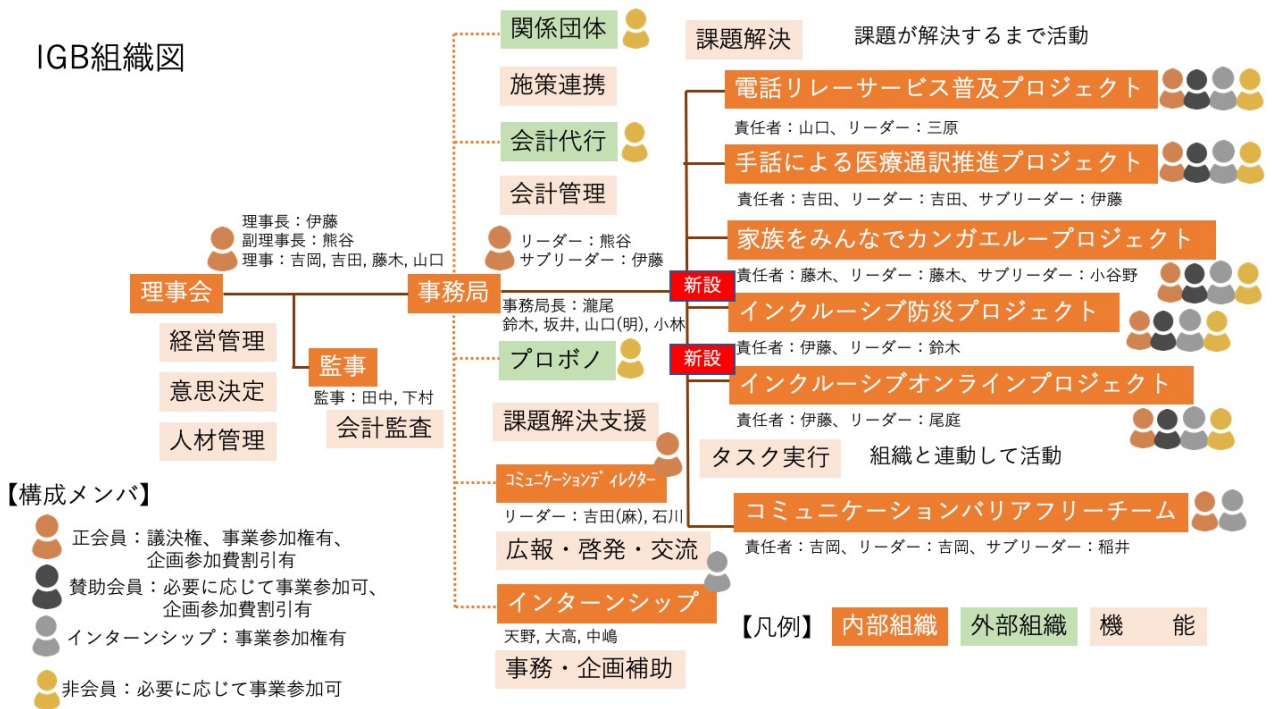 IGB組織図
理事長：伊藤
副理事長：熊谷
理事：吉岡, 吉田, 藤木, 山口
理事会
経営管理
意思決定
人材管理
監事
監事：田中, 下村
会計監査
関係団体
施策連携
会計代行
会計管理
リーダー：熊谷
サブリーダー：伊藤
事務局
事務局長：瀧尾
鈴木, 坂井, 山口(明), 小林
プロボノ
課題解決支援
ｺﾐｭﾆｹｰｼｮﾝﾃﾞｨﾚｸﾀｰ
リーダー：吉田(麻), 石川
広報・啓発・交流
インターンシップ
天野, 大高, 中嶋
事務・企画補助
課題解決
課題が解決するまで活動
電話リレーサービス普及プロジェクト
責任者：山口、リーダー：三原
手話による医療通訳推進プロジェクト
責任者：吉田、リーダー：吉田、サブリーダー：伊藤
家族をみんなでカンガエループロジェクト
責任者：藤木、リーダー：藤木、サブリーダー：小谷野
新設
インクルーシブ防災プロジェクト
責任者：伊藤、リーダー：鈴木
新設
インクルーシブオンラインプロジェクト
責任者：伊藤、リーダー：尾庭
タスク実行
組織と連動して活動
コミュニケーションバリアフリーチーム
責任者：吉岡、リーダー：吉岡、サブリーダー：稲井
【構成メンバ】
正会員：議決権、事業参加権有、
企画参加費割引有
賛助会員：必要に応じて事業参加可、
企画参加費割引有
インターンシップ：事業参加権有
非会員：必要に応じて事業参加可
【凡例】
内部組織
外部組織
機　能